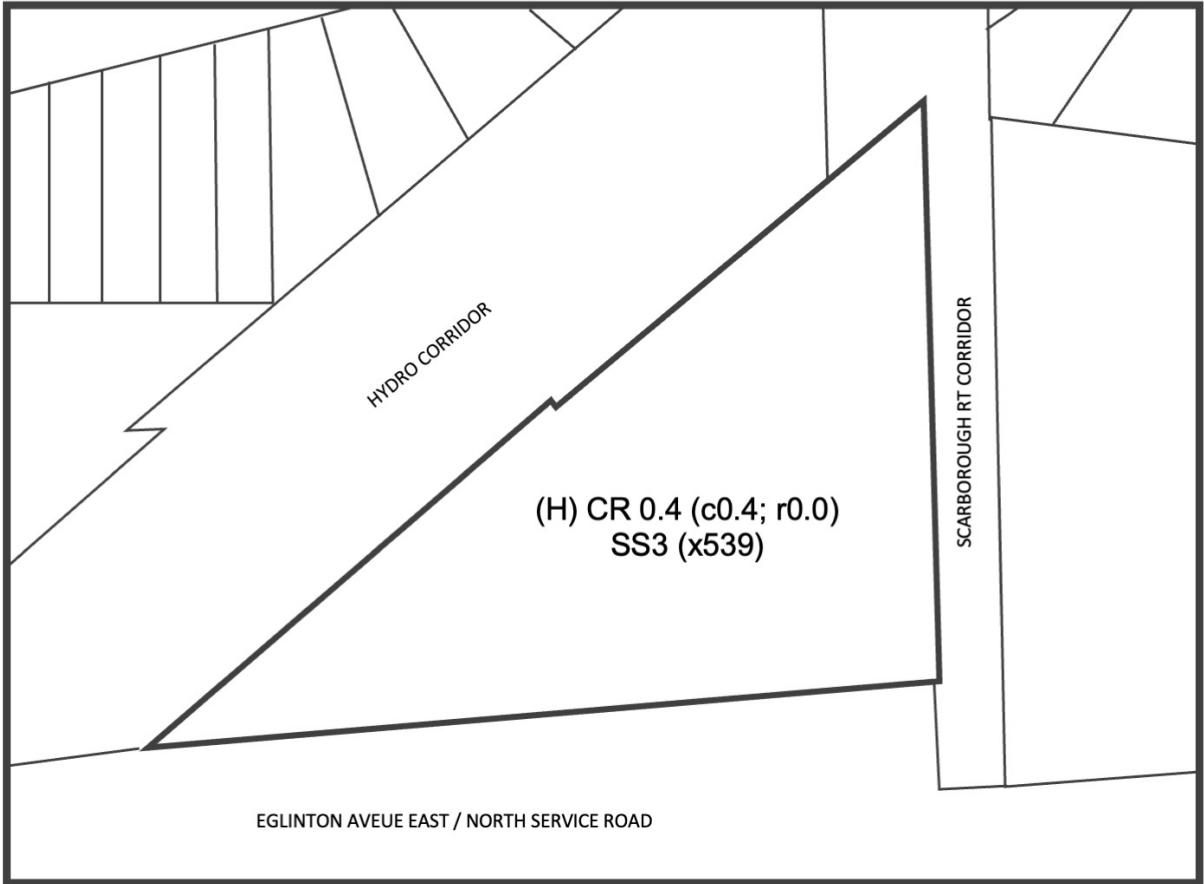 HYDRO CORRIDOR
SCARBOROUGH RT CORRIDOR
(H) CR 0.4 (c0.4; r0.0)
SS3 (x539)
EGLINTON AVEUE EAST / NORTH SERVICE ROAD